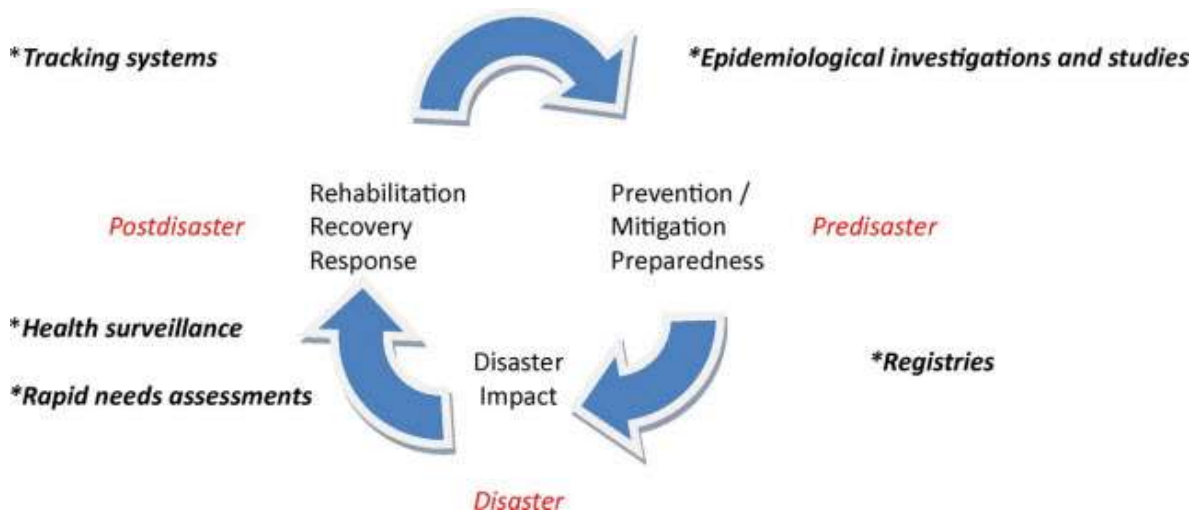 *Tracking systems
*Epidemiological investigations and studies
Rehabilitation
Recovery
Response
Prevention /
Mitigation
Preparedness
Postdisaster
Predisaster
*Health surveillance
*Rapid needs assessments
Disaster
Impact
*Registries
Disaster